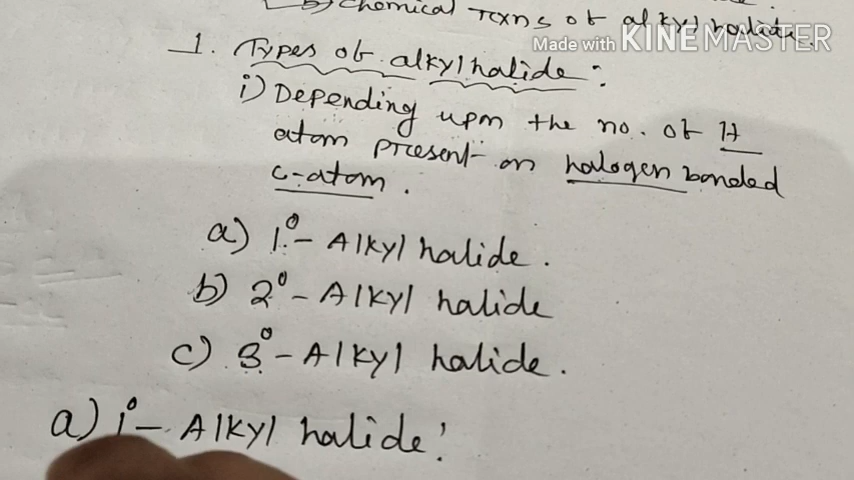 b) Chemical rxns of alkyl halide.
Made with KINEMASTER
1. Types of alkyl halide:
i) Depending upon the no. of H
atom present on halogen bonded
c-atom.
a) 1°- Alkyl halide.
b) 2°- Alkyl halide
c) 3°- Alkyl halide.
a) 1°- Alkyl halide: